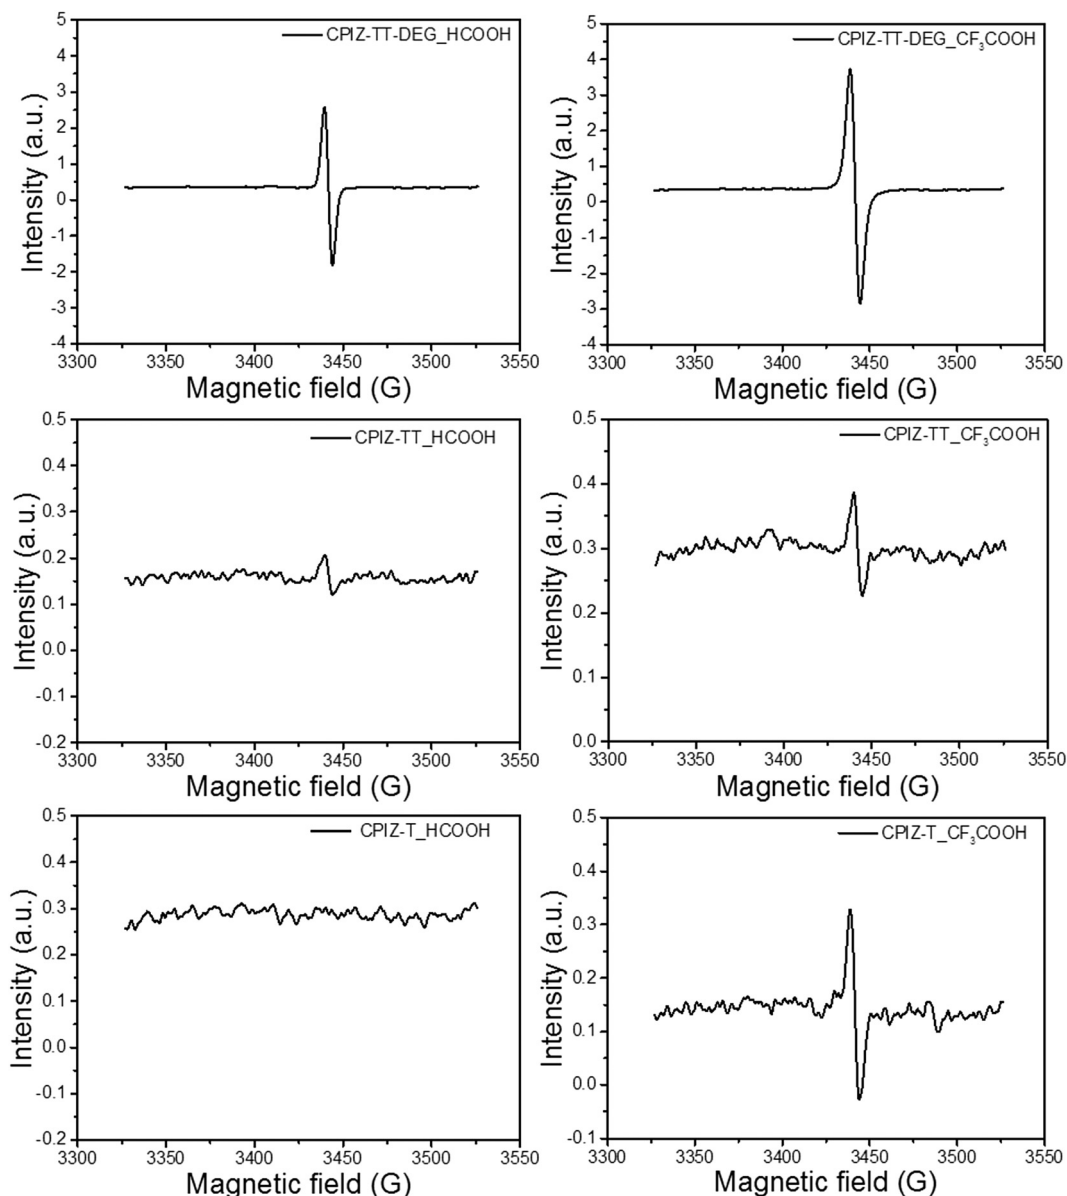 CPIZ-TT-DEG_HCOOH
Intensity (a.u.)
5
4
3
2
1
0
-1
-2
-3
-4
3300 3350 3400 3450 3500 3550
Magnetic field (G)
CPIZ-TT-DEG_CF₃COOH
Intensity (a.u.)
5
4
3
2
1
0
-1
-2
-3
-4
3300 3350 3400 3450 3500 3550
Magnetic field (G)
CPIZ-TT_HCOOH
Intensity (a.u.)
0.5
0.4
0.3
0.2
0.1
0.0
-0.1
-0.2
3300 3350 3400 3450 3500 3550
Magnetic field (G)
CPIZ-TT_CF₃COOH
Intensity (a.u.)
0.5
0.4
0.3
0.2
0.1
0.0
3300 3350 3400 3450 3500 3550
Magnetic field (G)
CPIZ-T_HCOOH
Intensity (a.u.)
0.5
0.4
0.3
0.2
0.1
0.0
-0.1
-0.2
3300 3350 3400 3450 3500 3550
Magnetic field (G)
CPIZ-T_CF₃COOH
Intensity (a.u.)
0.5
0.4
0.3
0.2
0.1
0.0
-0.1
3300 3350 3400 3450 3500 3550
Magnetic field (G)